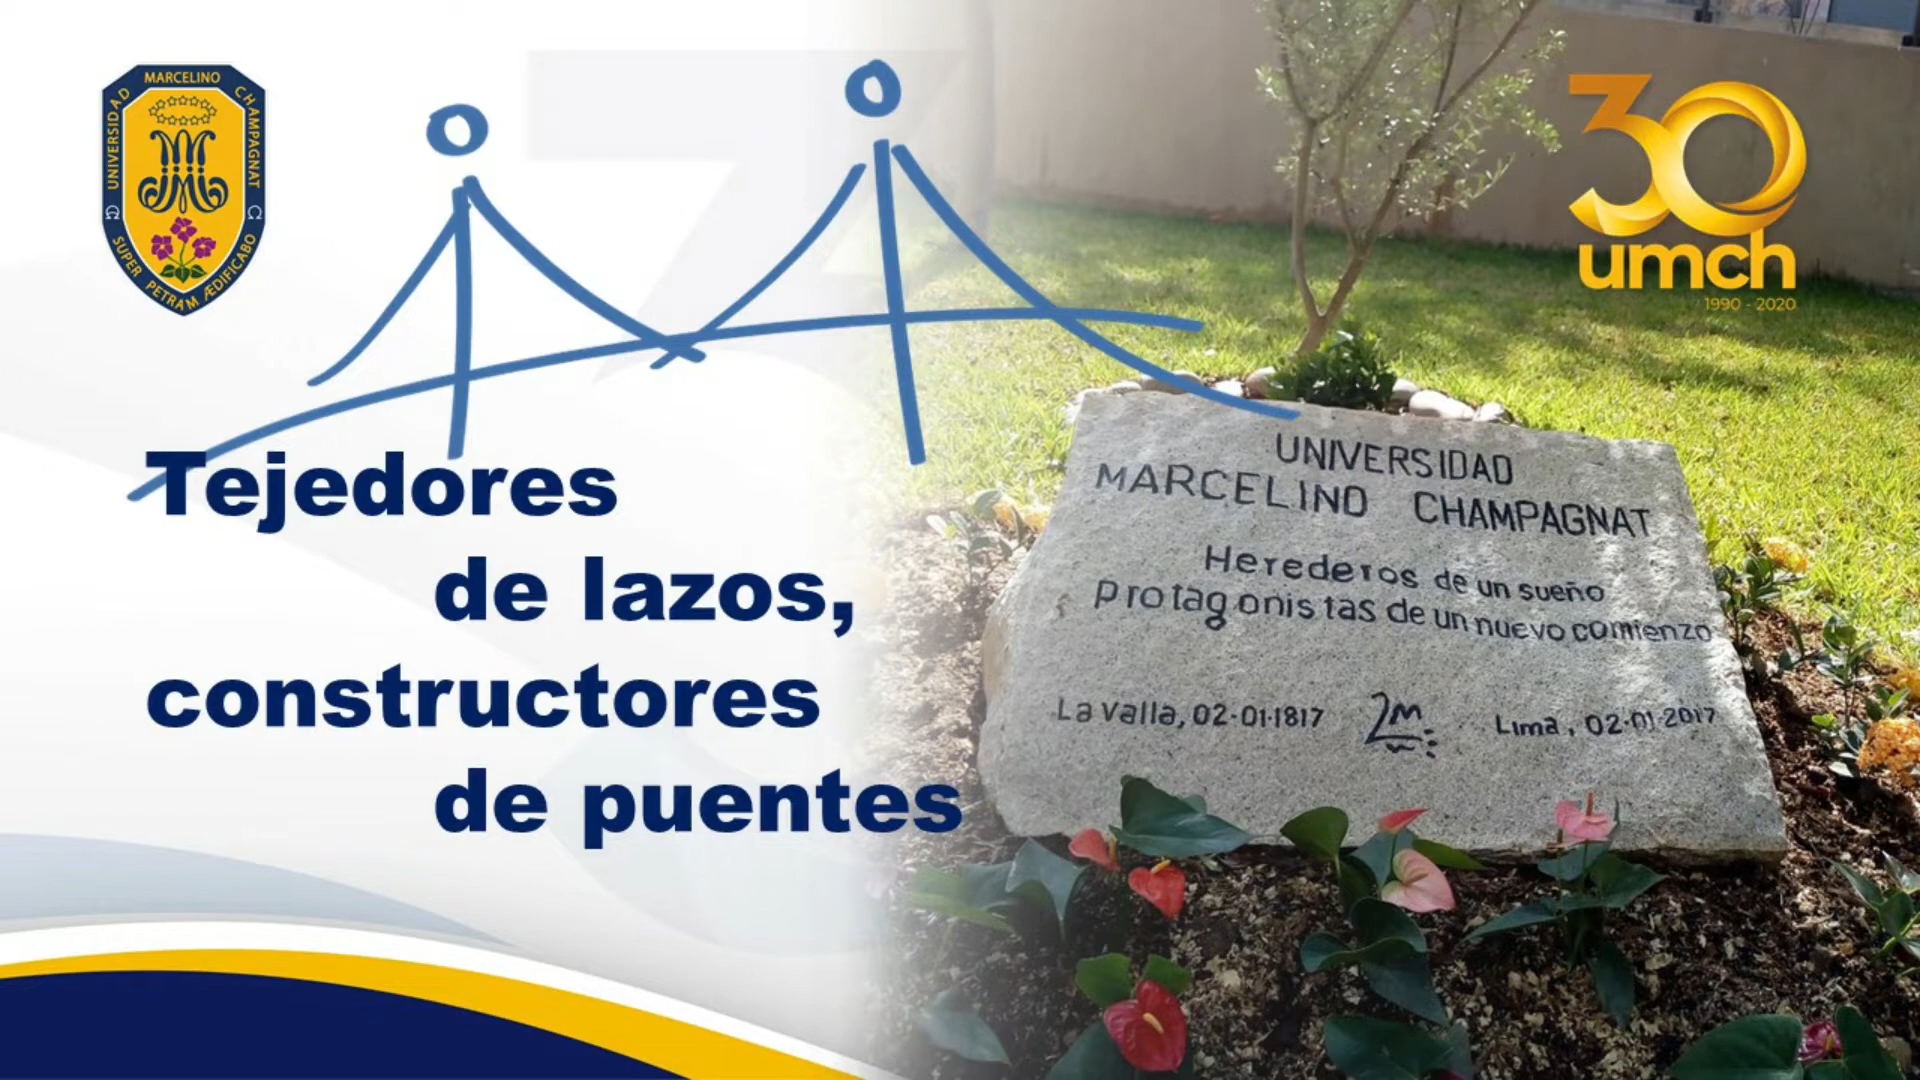 UNIVERSIDAD MARCELINO CHAMPAGNAT
SUPER PETRAM ÆDIFICABO
30
umch
1990 - 2020
Tejedores
de lazos,
constructores
de puentes
UNIVERSIDAD
MARCELINO CHAMPAGNAT
Herederos de un sueño
Protagonistas de un nuevo comienzo
La Valla, 02-01-1817
Lima, 02-01-2017